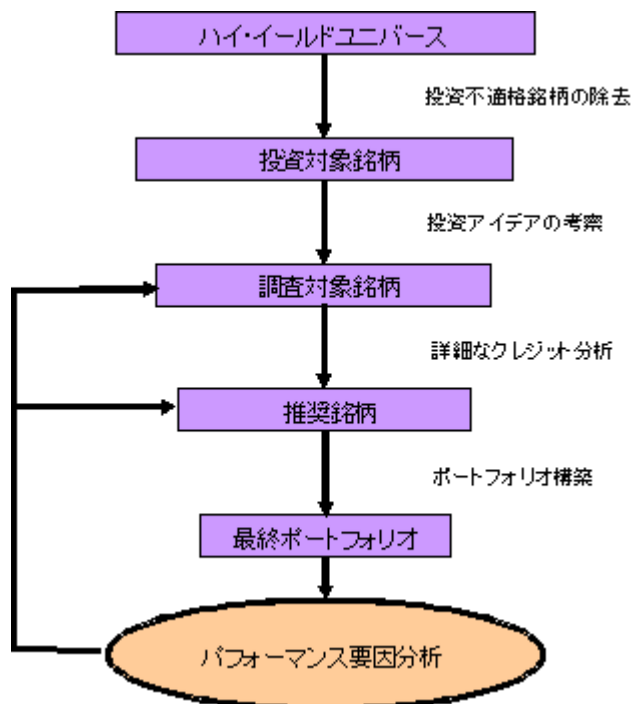 ハイ・イールドユニバース
投資不適格銘柄の除去
投資対象銘柄
投資アイデアの考察
調査対象銘柄
詳細なクレジット分析
推奨銘柄
ポートフォリオ構築
最終ポートフォリオ
パフォーマンス要因分析